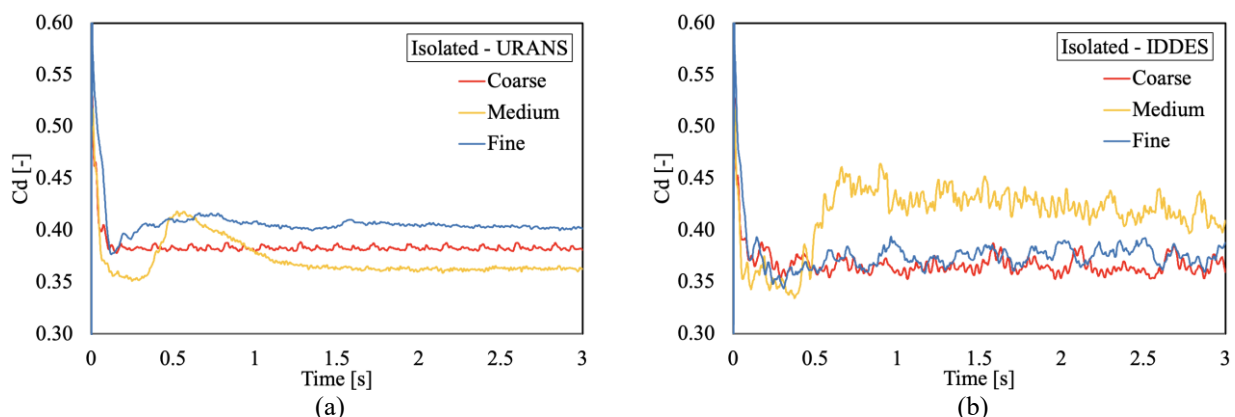 Isolated - URANS
Coarse
Medium
Fine
0.60
0.55
0.50
0.45
0.40
0.35
0.30
Cd [-]
0
0.5
1
1.5
2
2.5
3
Time [s]
(a)
Isolated - IDDES
Coarse
Medium
Fine
0.60
0.55
0.50
0.45
0.40
0.35
0.30
Cd [-]
0
0.5
1
1.5
2
2.5
3
Time [s]
(b)